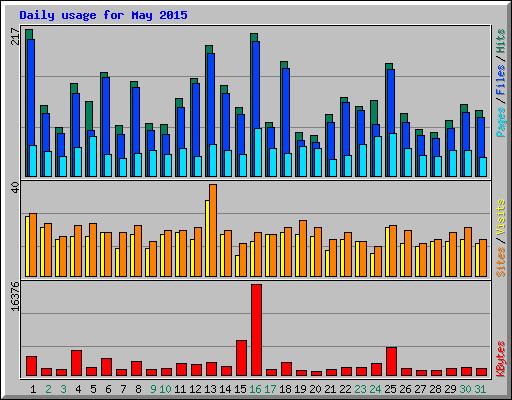 Daily usage for May 2015
217
Pages / Files / Hits
40
Sites / Visits
16376
KBytes
1 2 3 4 5 6 7 8 9 10 11 12 13 14 15 16 17 18 19 20 21 22 23 24 25 26 27 28 29 30 31